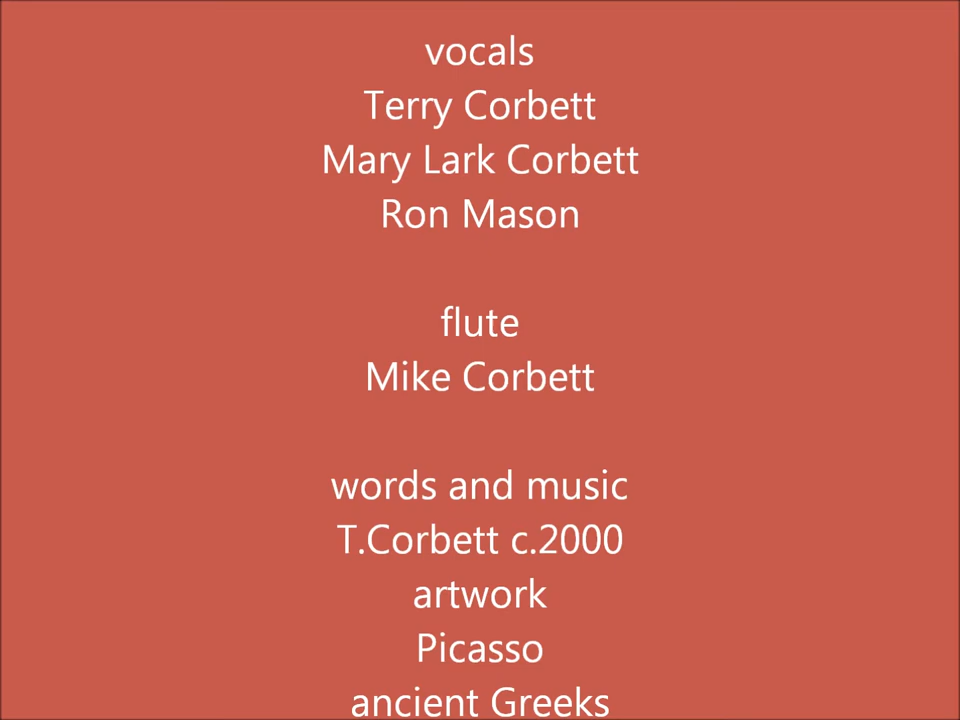 vocals
Terry Corbett
Mary Lark Corbett
Ron Mason
flute
Mike Corbett
words and music
T.Corbett c.2000
artwork
Picasso
ancient Greeks